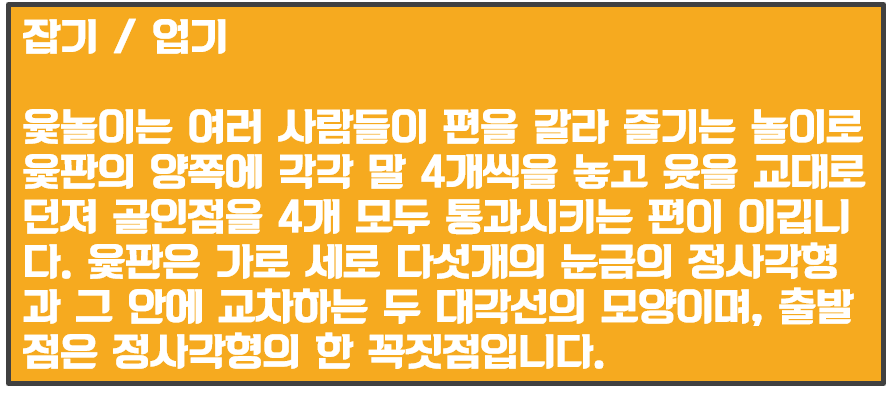 잡기 / 업기
윷놀이는 여러 사람들이 편을 갈라 즐기는 놀이로
윷판의 양쪽에 각각 말 4개씩을 놓고 윷을 교대로
던져 골인점을 4개 모두 통과시키는 편이 이깁니
다. 윷판은 가로 세로 다섯개의 눈금의 정사각형
과 그 안에 교차하는 두 대각선의 모양이며, 출발
점은 정사각형의 한 꼭짓점입니다.